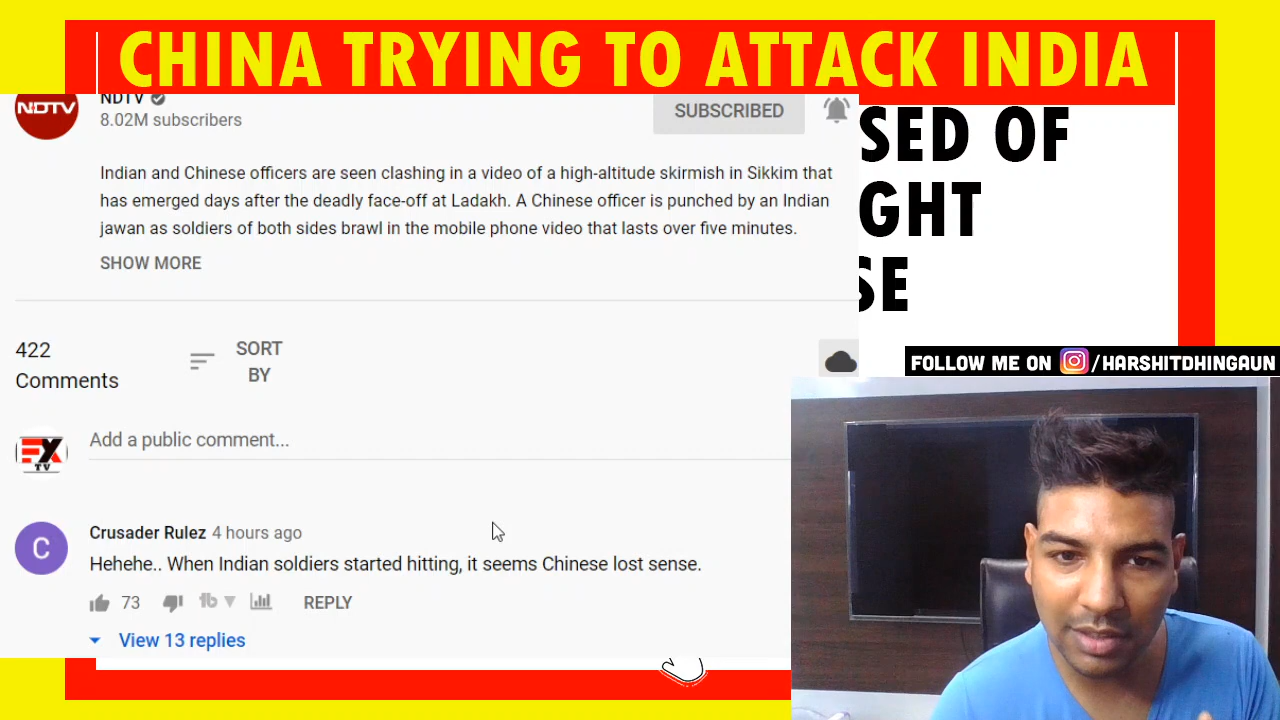 CHINA TRYING TO ATTACK INDIA
NDTV
NDTV
8.02M subscribers
SUBSCRIBED
SED OF
GHT
SE
Indian and Chinese officers are seen clashing in a video of a high-altitude skirmish in Sikkim that
has emerged days after the deadly face-off at Ladakh. A Chinese officer is punched by an Indian
jawan as soldiers of both sides brawl in the mobile phone video that lasts over five minutes.
SHOW MORE
422
Comments
SORT
BY
FOLLOW ME ON /HARSHITDHINGAUN
EX
TV
Add a public comment...
C
Crusader Rulez 4 hours ago
Hehehe.. When Indian soldiers started hitting, it seems Chinese lost sense.
73
tb
REPLY
View 13 replies